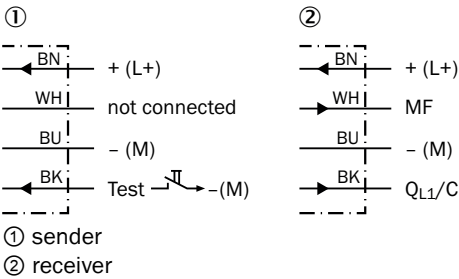 ① ②
BN + (L+) BN + (L+)
WH not connected WH MF
BU – (M) BU – (M)
BK Test –(M) BK QL1/C
① sender
② receiver